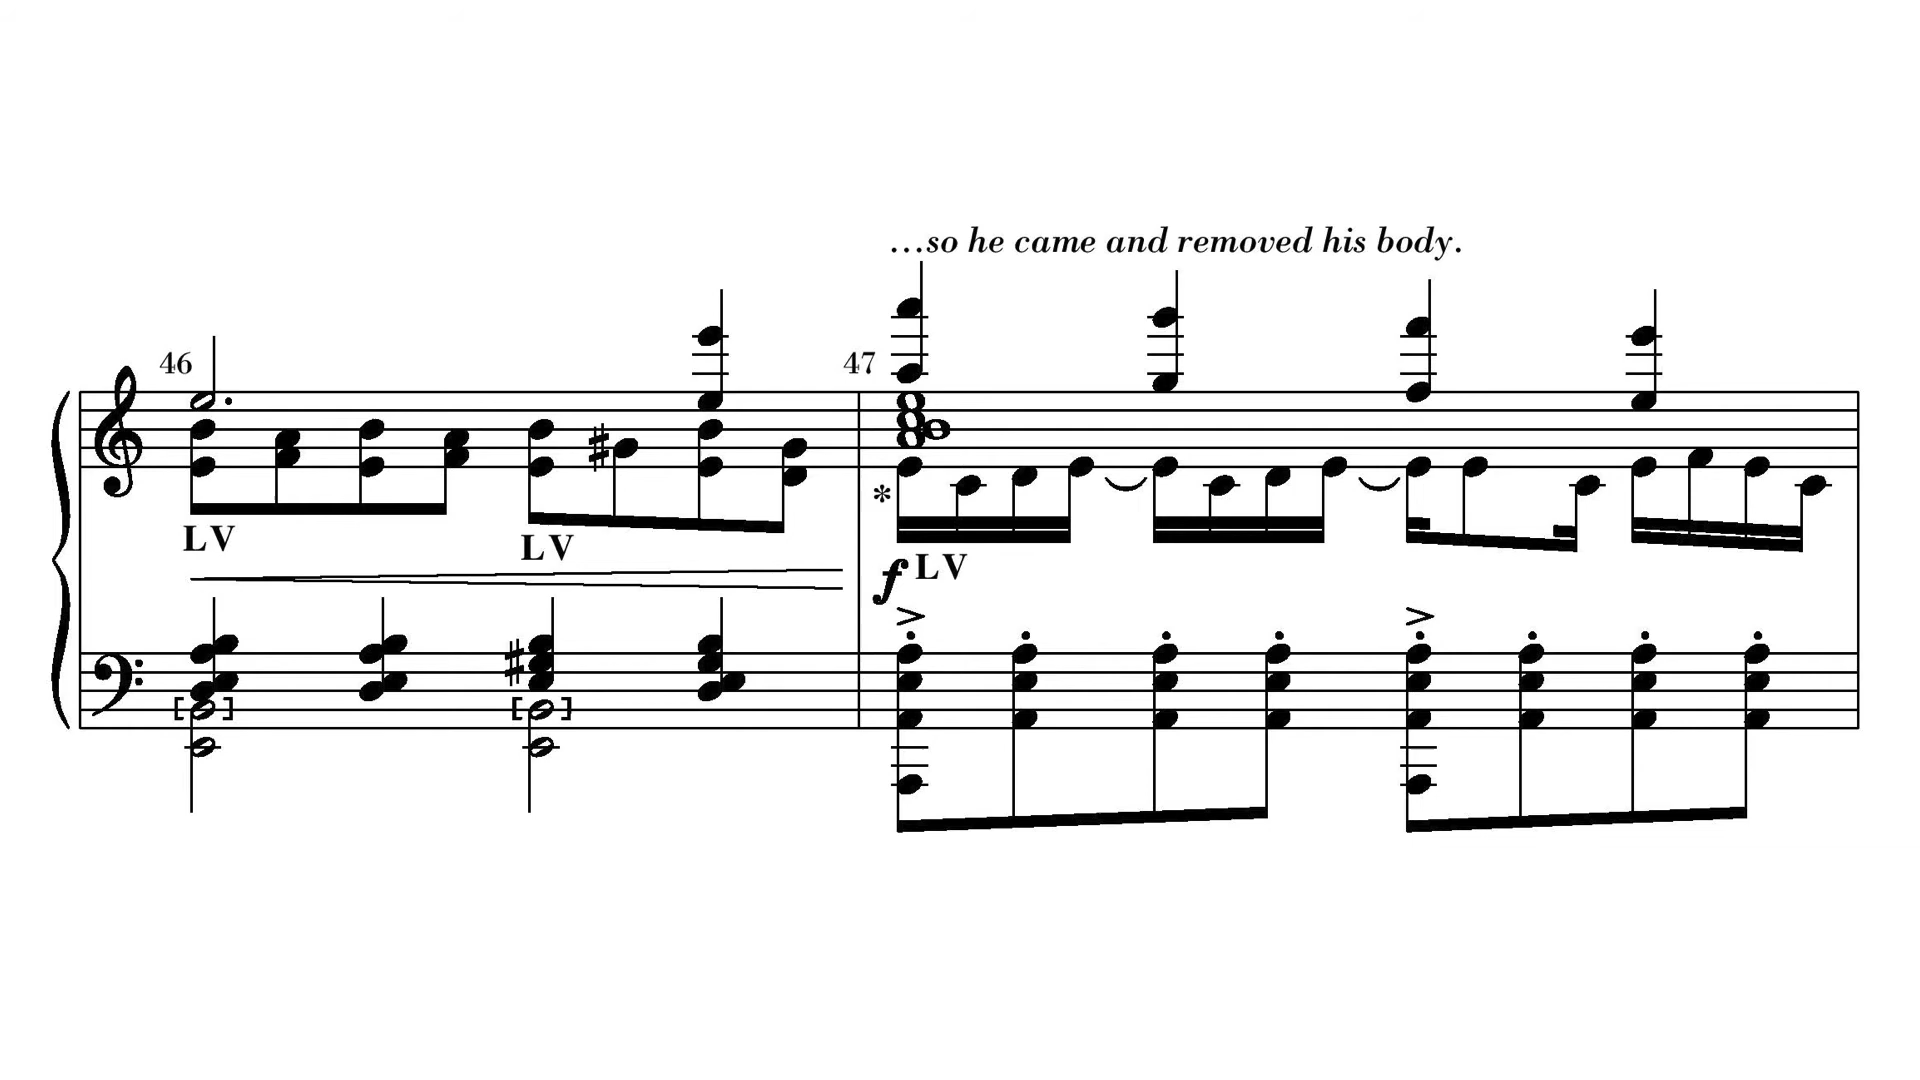 ...so he came and removed his body.
46
47
*
LV
LV
f LV
[ ]
[ ]